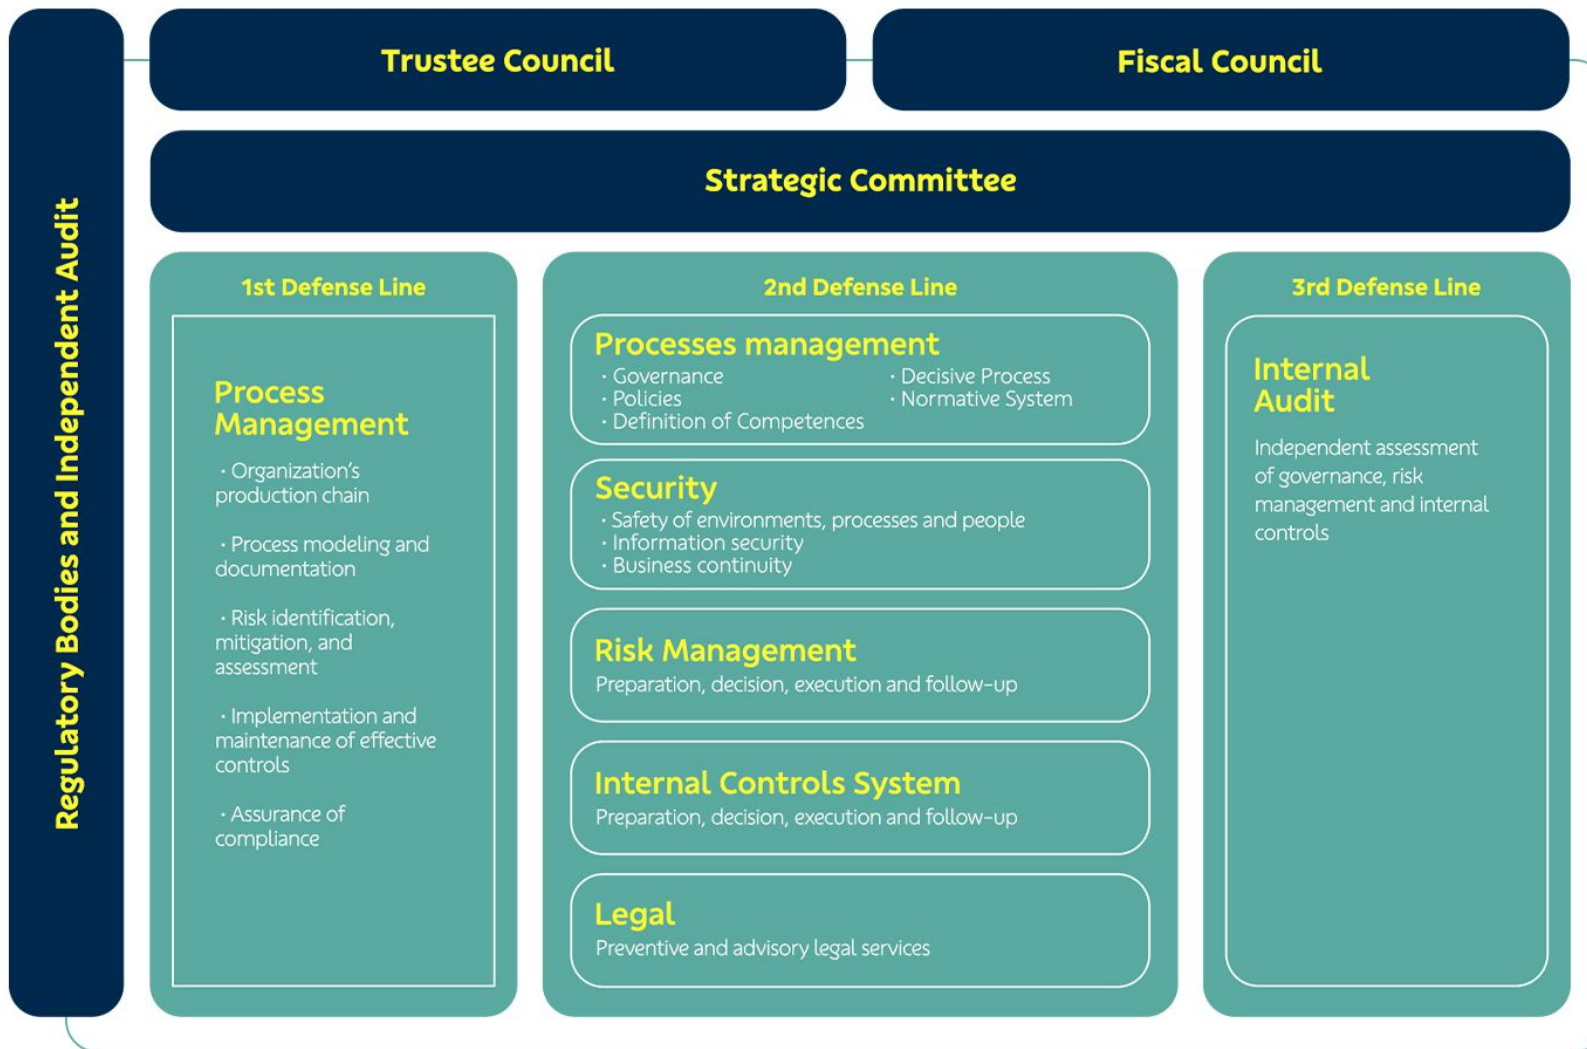 Regulatory Bodies and Independent Audit
Trustee Council
Fiscal Council
Strategic Committee
1st Defense Line
Process
Management
· Organization's
production chain
· Process modeling and
documentation
· Risk identification,
mitigation, and
assessment
· Implementation and
maintenance of effective
controls
· Assurance of
compliance
2nd Defense Line
Processes management
· Governance
· Policies
· Definition of Competences
· Decisive Process
· Normative System
Security
· Safety of environments, processes and people
· Information security
· Business continuity
Risk Management
Preparation, decision, execution and follow-up
Internal Controls System
Preparation, decision, execution and follow-up
Legal
Preventive and advisory legal services
3rd Defense Line
Internal
Audit
Independent assessment
of governance, risk
management and internal
controls